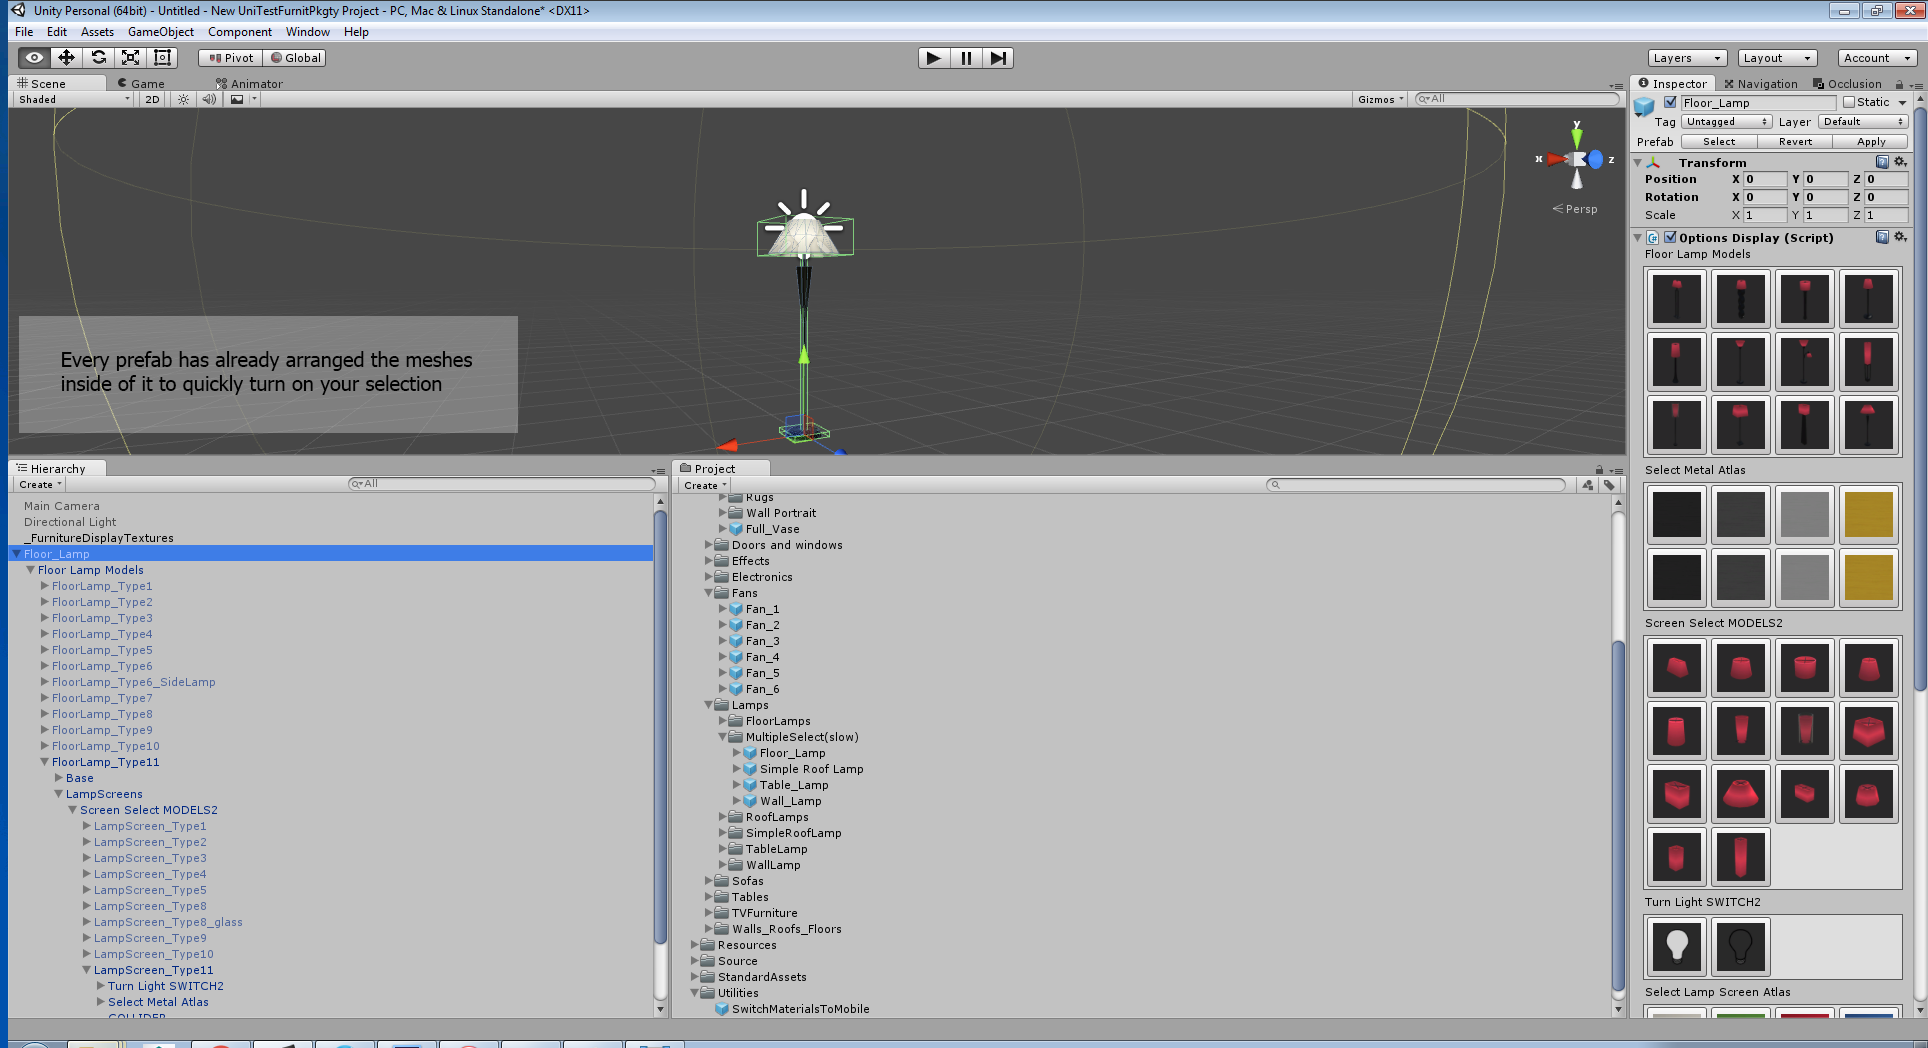 Unity Personal (64bit) - Untitled - New UniTestFurnitPkgty Project - PC, Mac & Linux Standalone* <DX11>
File Edit Assets GameObject Component Window Help
Pivot Global Layers Layout Account
Scene Game Animator
Shaded 2D Gizmos All
y
x z
Persp
Every prefab has already arranged the meshes
inside of it to quickly turn on your selection
Hierarchy
Create All
Main Camera
Directional Light
_FurnitureDisplayTextures
Floor_Lamp
Floor Lamp Models
FloorLamp_Type1
FloorLamp_Type2
FloorLamp_Type3
FloorLamp_Type4
FloorLamp_Type5
FloorLamp_Type6
FloorLamp_Type6_SideLamp
FloorLamp_Type7
FloorLamp_Type8
FloorLamp_Type9
FloorLamp_Type10
FloorLamp_Type11
Base
LampScreens
Screen Select MODELS2
LampScreen_Type1
LampScreen_Type2
LampScreen_Type3
LampScreen_Type4
LampScreen_Type5
LampScreen_Type8
LampScreen_Type8_glass
LampScreen_Type9
LampScreen_Type10
LampScreen_Type11
Turn Light SWITCH2
Select Metal Atlas
COLLIDER
Project
Create
Rugs
Wall Portrait
Full_Vase
Doors and windows
Effects
Electronics
Fans
Fan_1
Fan_2
Fan_3
Fan_4
Fan_5
Fan_6
Lamps
FloorLamps
MultipleSelect(slow)
Floor_Lamp
Simple Roof Lamp
Table_Lamp
Wall_Lamp
RoofLamps
SimpleRoofLamp
TableLamp
WallLamp
Sofas
Tables
TVFurniture
Walls_Roofs_Floors
Resources
Source
StandardAssets
Utilities
SwitchMaterialsToMobile
Inspector Navigation Occlusion
Floor_Lamp Static
Tag Untagged Layer Default
Prefab Select Revert Apply
Transform
Position X 0 Y 0 Z 0
Rotation X 0 Y 0 Z 0
Scale X 1 Y 1 Z 1
Options Display (Script)
Floor Lamp Models
Select Metal Atlas
Screen Select MODELS2
Turn Light SWITCH2
Select Lamp Screen Atlas